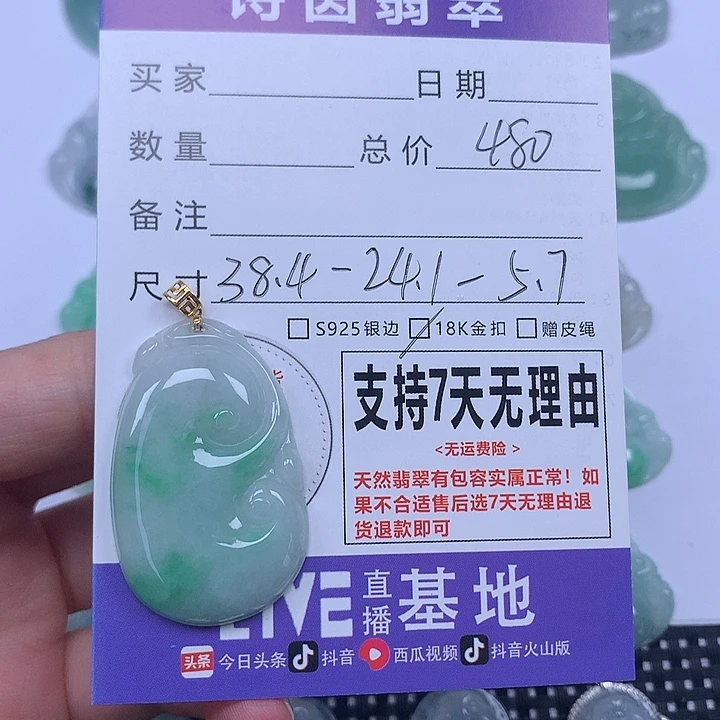 诗茵翡翠
买家 日期
数量 总价 480
备注
尺寸 38.4-24.1-5.7
S925银边 18K金扣 赠皮绳
支持7天无理由
<无运费险>
天然翡翠有包容实属正常！如
果不合适售后选7天无理由退
货退款即可
LIVE 直播 基地
头条 今日头条 抖音 西瓜视频 抖音火山版